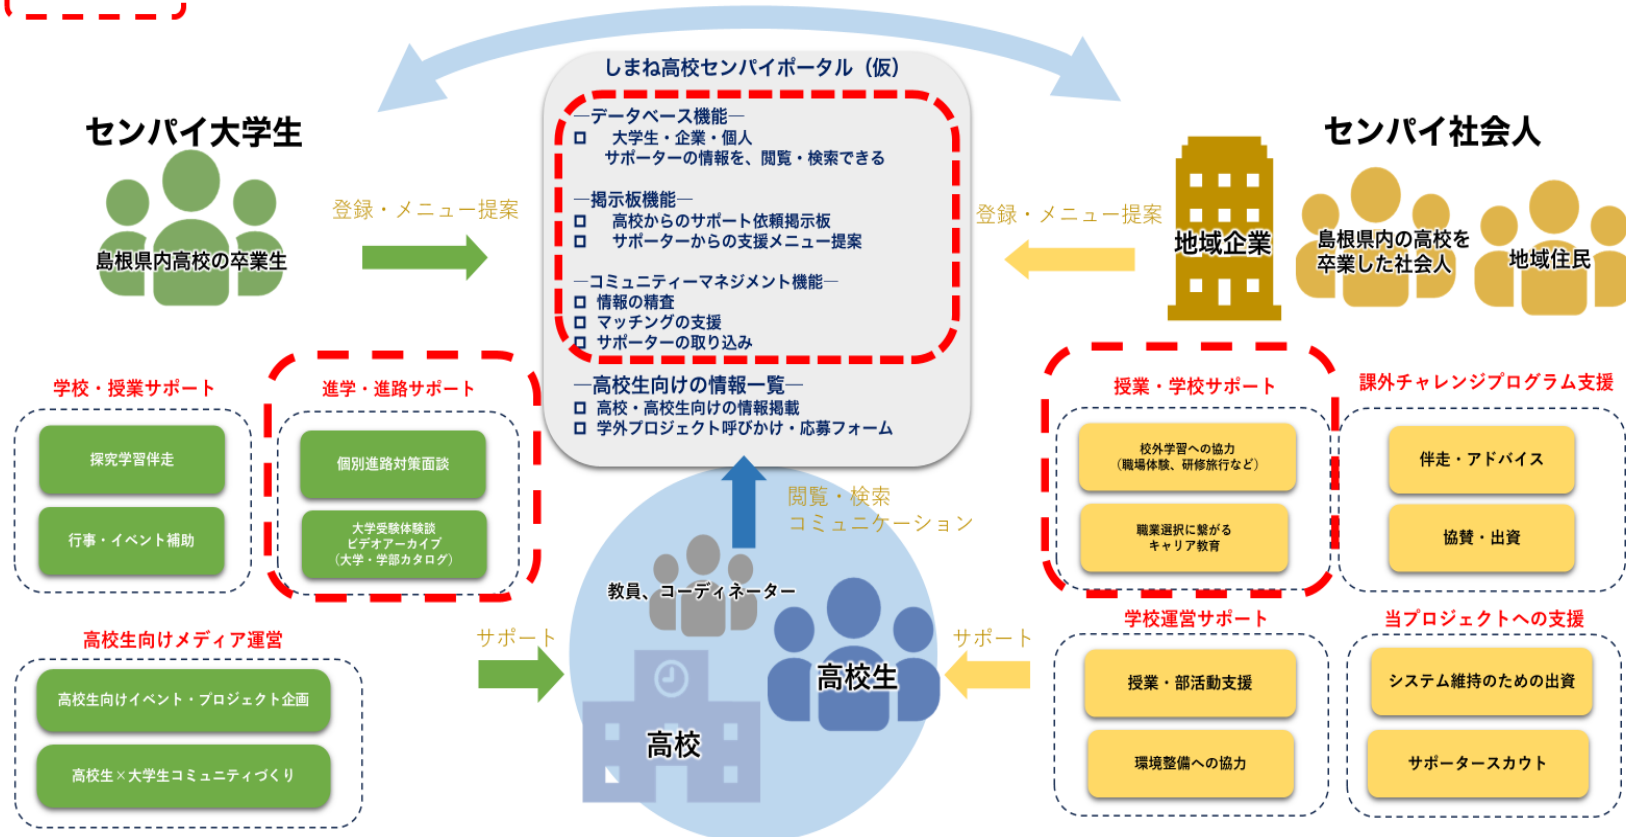 しまね高校センパイポータル（仮）
―データベース機能―
□ 大学生・企業・個人
サポーターの情報を、閲覧・検索できる
―掲示板機能―
□ 高校からのサポート依頼掲示板
□ サポーターからの支援メニュー提案
―コミュニティーマネジメント機能―
□ 情報の精査
□ マッチングの支援
□ サポーターの取り込み
―高校生向けの情報一覧―
□ 高校・高校生向けの情報掲載
□ 学外プロジェクト呼びかけ・応募フォーム
センパイ大学生
島根県内高校の卒業生
登録・メニュー提案
センパイ社会人
登録・メニュー提案
地域企業
島根県内の高校を
卒業した社会人
地域住民
学校・授業サポート
探究学習伴走
行事・イベント補助
進学・進路サポート
個別進路対策面談
大学受験体験談
ビデオアーカイブ
（大学・学部カタログ）
高校生向けメディア運営
高校生向けイベント・プロジェクト企画
高校生×大学生コミュニティづくり
閲覧・検索
コミュニケーション
教員、コーディネーター
サポート
高校生
高校
サポート
授業・学校サポート
校外学習への協力
（職場体験、研修旅行など）
職業選択に繋がる
キャリア教育
課外チャレンジプログラム支援
伴走・アドバイス
協賛・出資
学校運営サポート
授業・部活動支援
環境整備への協力
当プロジェクトへの支援
システム維持のための出資
サポータースカウト